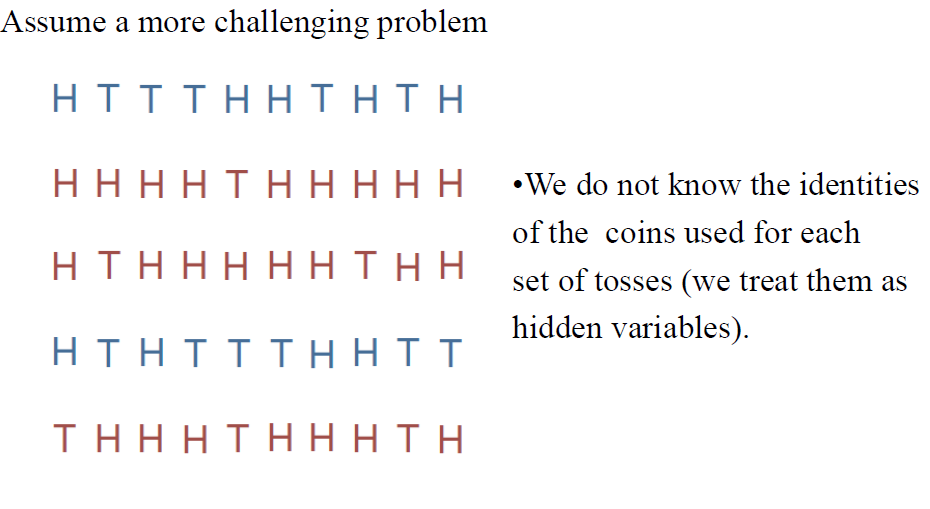 Assume a more challenging problem
H T T T H H T H T H
H H H H T H H H H H
•We do not know the identities
of the coins used for each
H T H H H H H T H H
set of tosses (we treat them as
hidden variables).
H T H T T T H H T T
T H H H T H H H T H